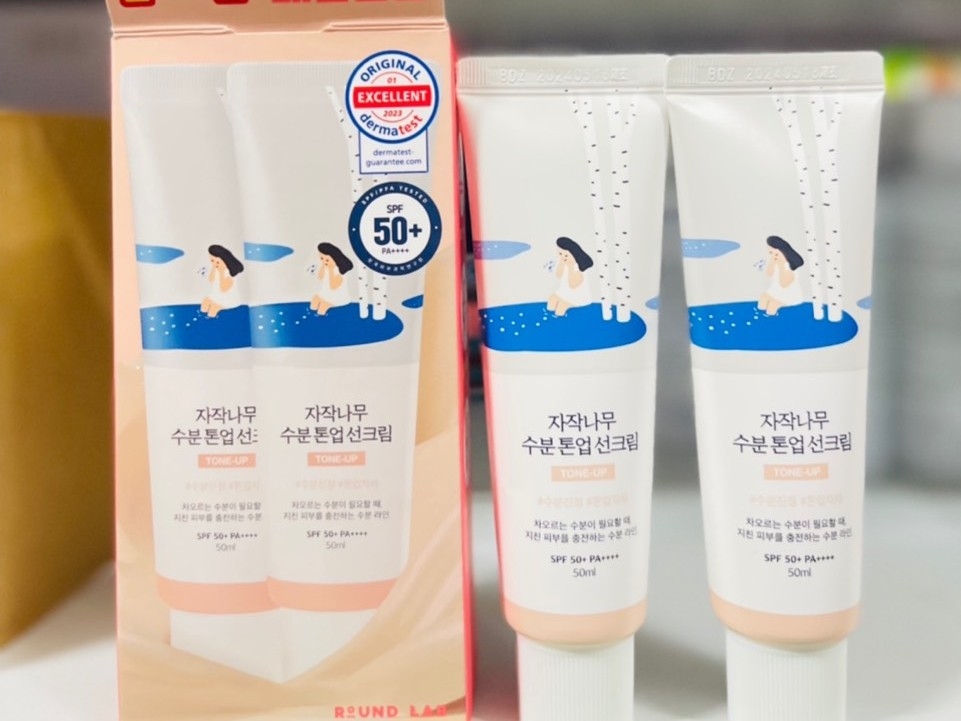 ORIGINAL
01
EXCELLENT
2023
dermatest
dermatest-
guarantee.com
SPF/PFA TESTED
SPF
50+
PA++++
자작나무
수분 톤업 선
TONE-UP
차오르는 수분이 필요할
지친 피부를 충전하는 수분
SPF 50+ PA++++
50ml
자작나무
수분 톤업 선크림
TONE-UP
차오르는 수분이 필요할 때,
지친 피부를 충전하는 수분 라인.
SPF 50+ PA++++
50ml
ROUND LAB
자작나무
수분 톤업 선크림
TONE-UP
차오르는 수분이 필요할 때,
지친 피부를 충전하는 수분 라인.
SPF 50+ PA++++
50ml
자작나무
수분 톤업 선크림
TONE-UP
차오르는 수분이 필요할 때,
지친 피부를 충전하는 수분 라인.
SPF 50+ PA++++
50ml